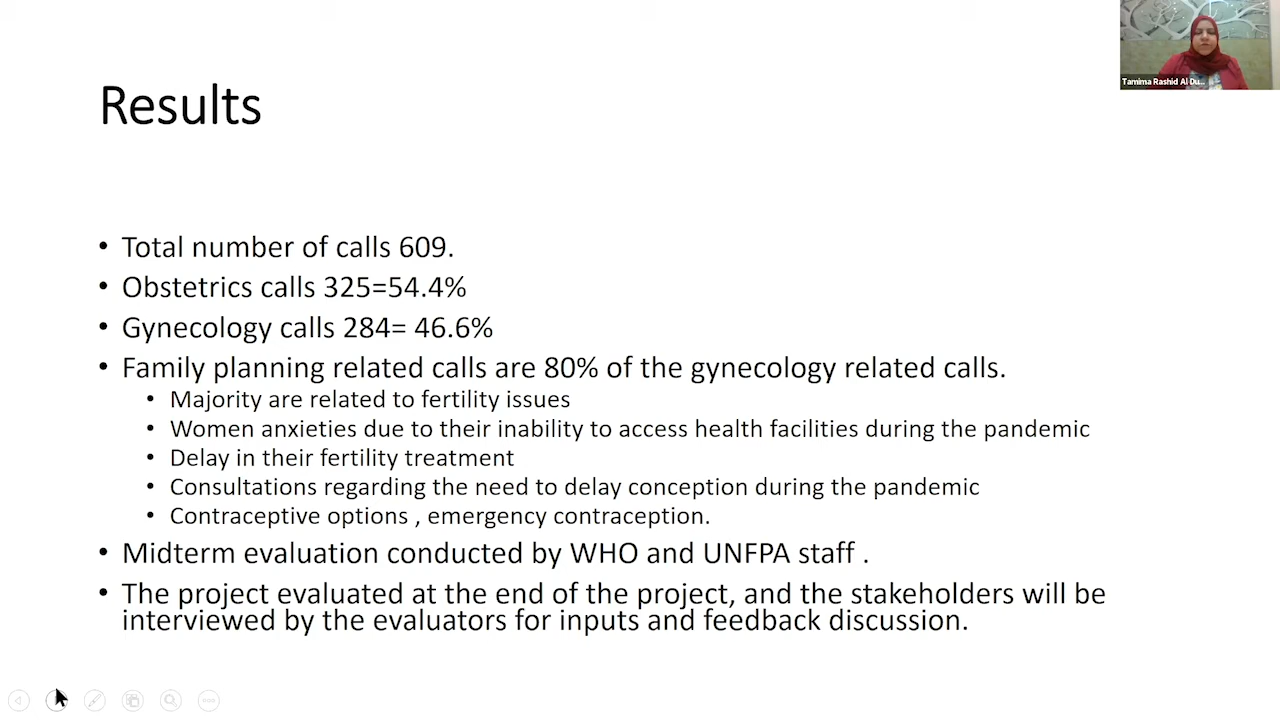 Tamima Rashid Al Du...
Results
• Total number of calls 609.
• Obstetrics calls 325=54.4%
• Gynecology calls 284= 46.6%
• Family planning related calls are 80% of the gynecology related calls.
• Majority are related to fertility issues
• Women anxieties due to their inability to access health facilities during the pandemic
• Delay in their fertility treatment
• Consultations regarding the need to delay conception during the pandemic
• Contraceptive options , emergency contraception.
• Midterm evaluation conducted by WHO and UNFPA staff .
• The project evaluated at the end of the project, and the stakeholders will be
interviewed by the evaluators for inputs and feedback discussion.